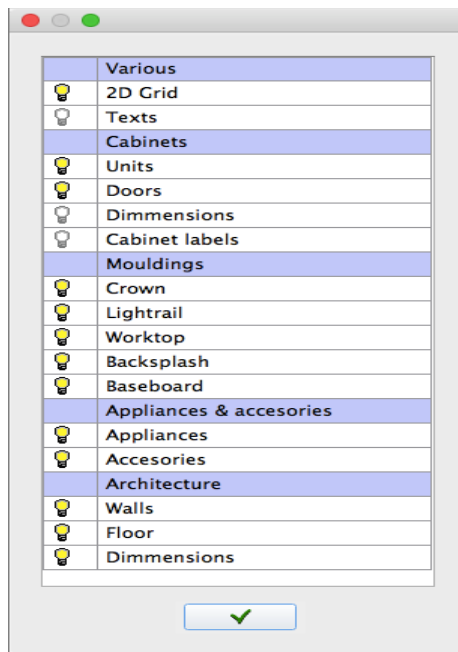 Various
2D Grid
Texts
Cabinets
Units
Doors
Dimmensions
Cabinet labels
Mouldings
Crown
Lightrail
Worktop
Backsplash
Baseboard
Appliances & accesories
Appliances
Accesories
Architecture
Walls
Floor
Dimmensions